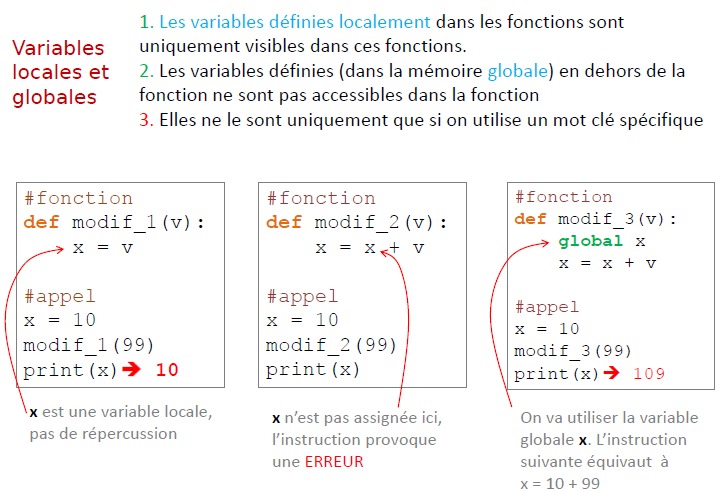 Variables
locales et
globales
1. Les variables définies localement dans les fonctions sont
uniquement visibles dans ces fonctions.
2. Les variables définies (dans la mémoire globale) en dehors de la
fonction ne sont pas accessibles dans la fonction
3. Elles ne le sont uniquement que si on utilise un mot clé spécifique
#fonction
def modif_1(v):
x = v
#appel
x = 10
modif_1(99)
print(x)➔ 10
x est une variable locale,
pas de répercussion
#fonction
def modif_2(v):
x = x + v
#appel
x = 10
modif_2(99)
print(x)
x n’est pas assignée ici,
l’instruction provoque
une ERREUR
#fonction
def modif_3(v):
global x
x = x + v
#appel
x = 10
modif_3(99)
print(x)➔ 109
On va utiliser la variable
globale x. L’instruction
suivante équivaut à
x = 10 + 99